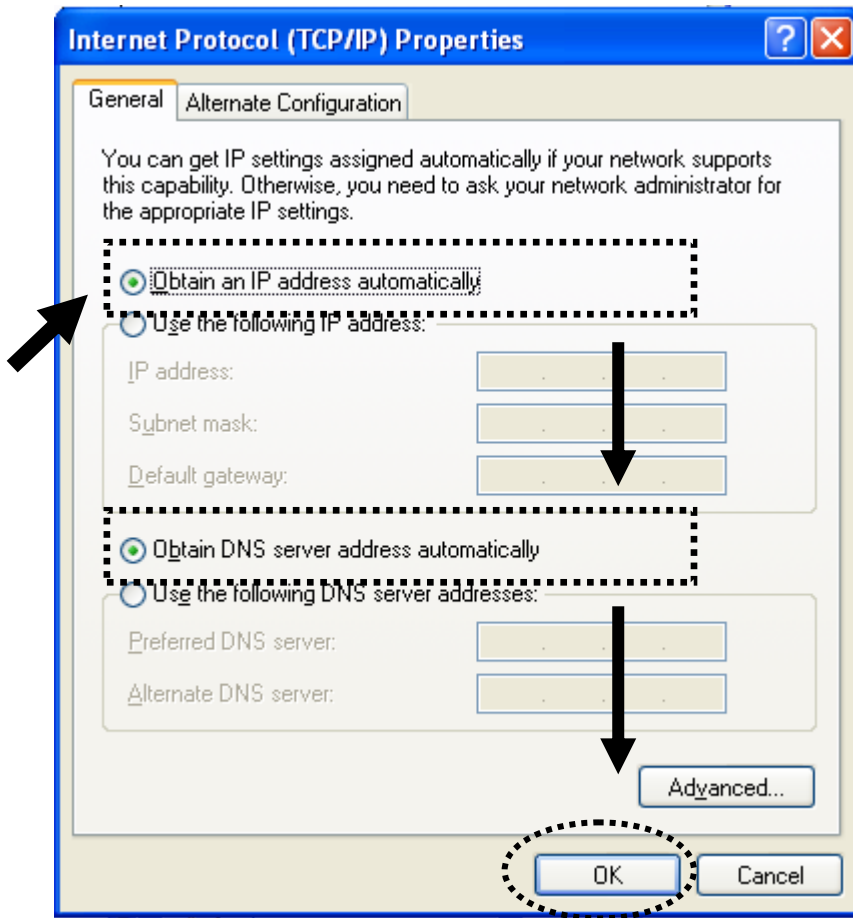 Internet Protocol (TCP/IP) Properties
General
Alternate Configuration
You can get IP settings assigned automatically if your network supports
this capability. Otherwise, you need to ask your network administrator for
the appropriate IP settings.
Obtain an IP address automatically
Use the following IP address:
IP address:
Subnet mask:
Default gateway:
Obtain DNS server address automatically
Use the following DNS server addresses:
Preferred DNS server:
Alternate DNS server:
Advanced...
OK
Cancel